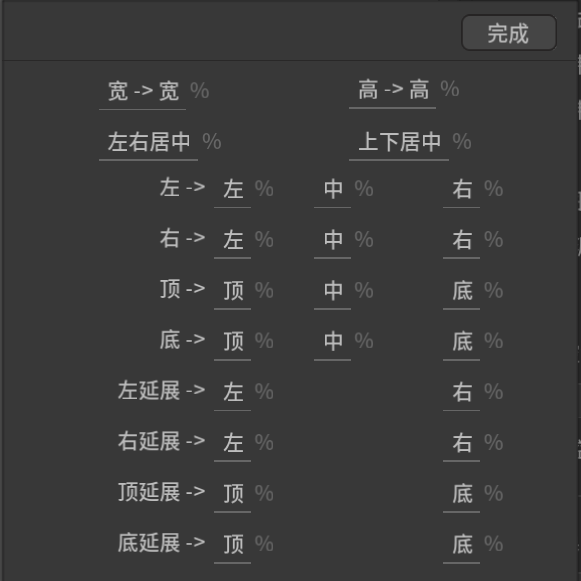 完成
宽 -> 宽 % 高 -> 高 %
左右居中 % 上下居中 %
左 -> 左 % 中 % 右 %
右 -> 左 % 中 % 右 %
顶 -> 顶 % 中 % 底 %
底 -> 顶 % 中 % 底 %
左延展 -> 左 % 右 %
右延展 -> 左 % 右 %
顶延展 -> 顶 % 底 %
底延展 -> 顶 % 底 %